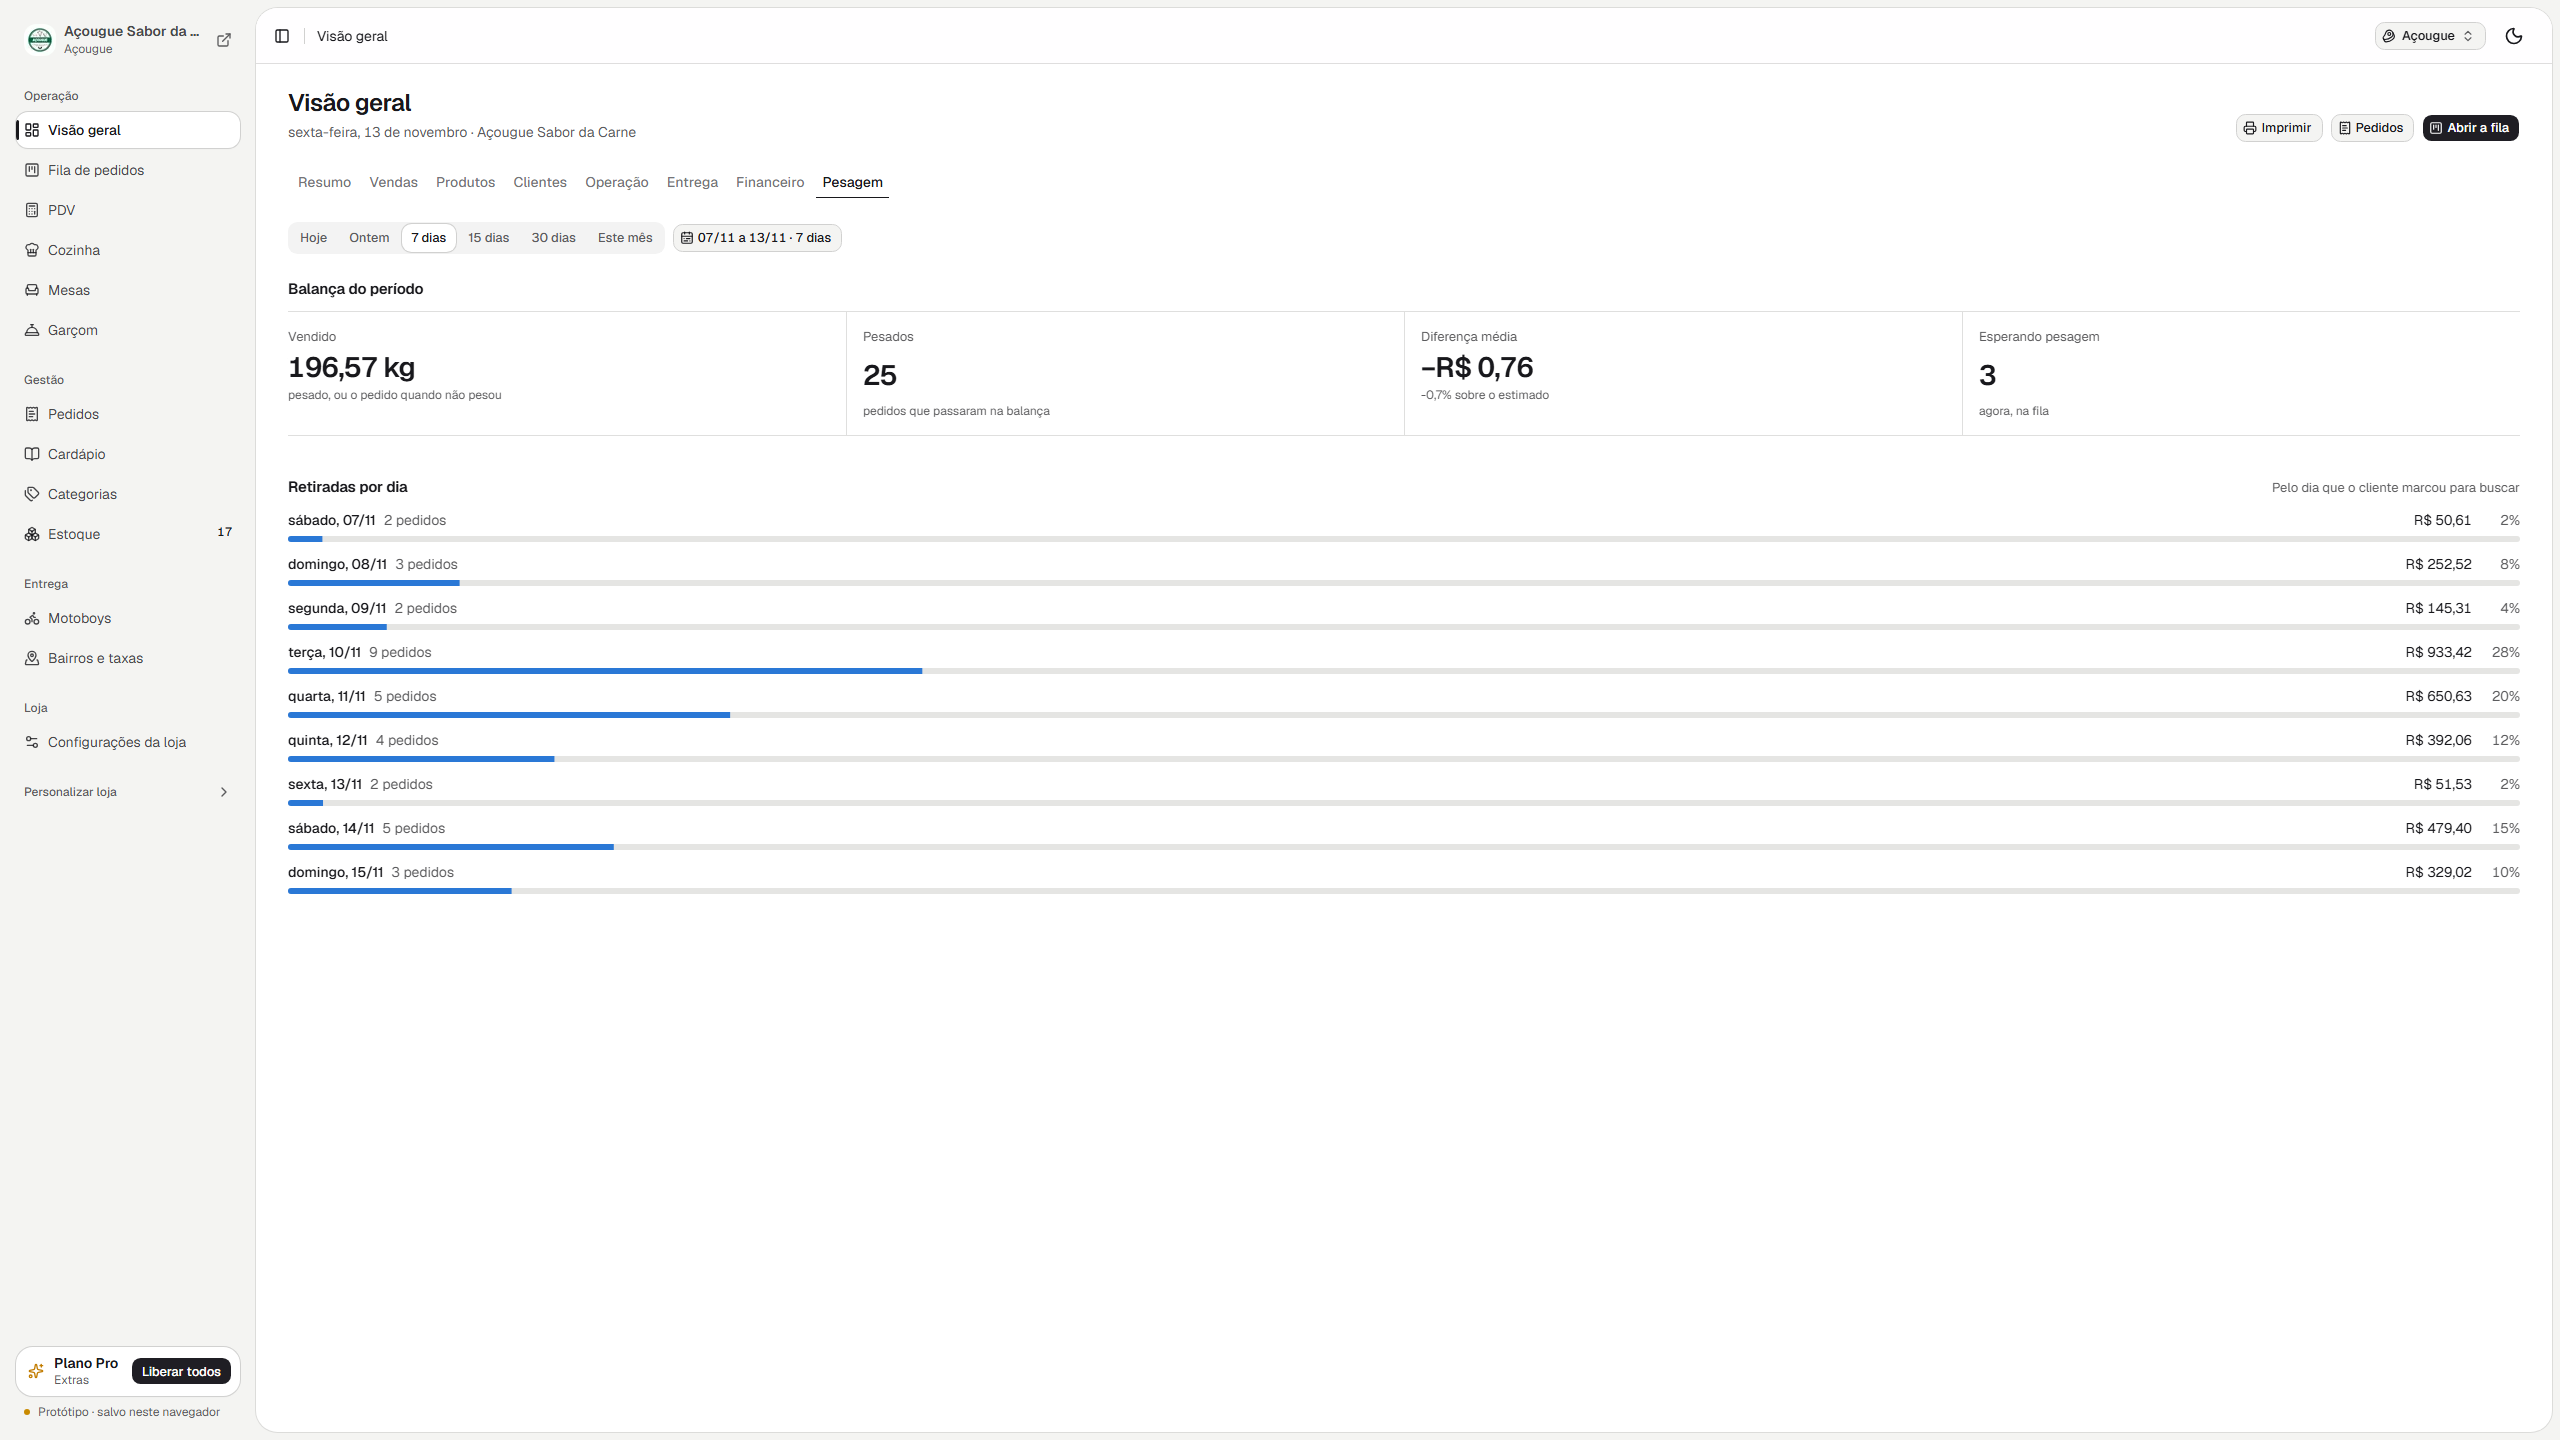 Açougue Sabor da ...
Açougue
Operação
Visão geral
Fila de pedidos
PDV
Cozinha
Mesas
Garçom
Gestão
Pedidos
Cardápio
Categorias
Estoque 17
Entrega
Motoboys
Bairros e taxas
Loja
Configurações da loja
Personalizar loja
Plano Pro
Extras
Liberar todos
Protótipo · salvo neste navegador
Visão geral
Açougue
Visão geral
sexta-feira, 13 de novembro · Açougue Sabor da Carne
Imprimir Pedidos Abrir a fila
Resumo Vendas Produtos Clientes Operação Entrega Financeiro Pesagem
Hoje Ontem 7 dias 15 dias 30 dias Este mês 07/11 a 13/11 · 7 dias
Balança do período
Vendido
196,57 kg
pesado, ou o pedido quando não pesou
Pesados
25
pedidos que passaram na balança
Diferença média
−R$ 0,76
-0,7% sobre o estimado
Esperando pesagem
3
agora, na fila
Retiradas por dia
Pelo dia que o cliente marcou para buscar
sábado, 07/11 2 pedidos R$ 50,61 2%
domingo, 08/11 3 pedidos R$ 252,52 8%
segunda, 09/11 2 pedidos R$ 145,31 4%
terça, 10/11 9 pedidos R$ 933,42 28%
quarta, 11/11 5 pedidos R$ 650,63 20%
quinta, 12/11 4 pedidos R$ 392,06 12%
sexta, 13/11 2 pedidos R$ 51,53 2%
sábado, 14/11 5 pedidos R$ 479,40 15%
domingo, 15/11 3 pedidos R$ 329,02 10%